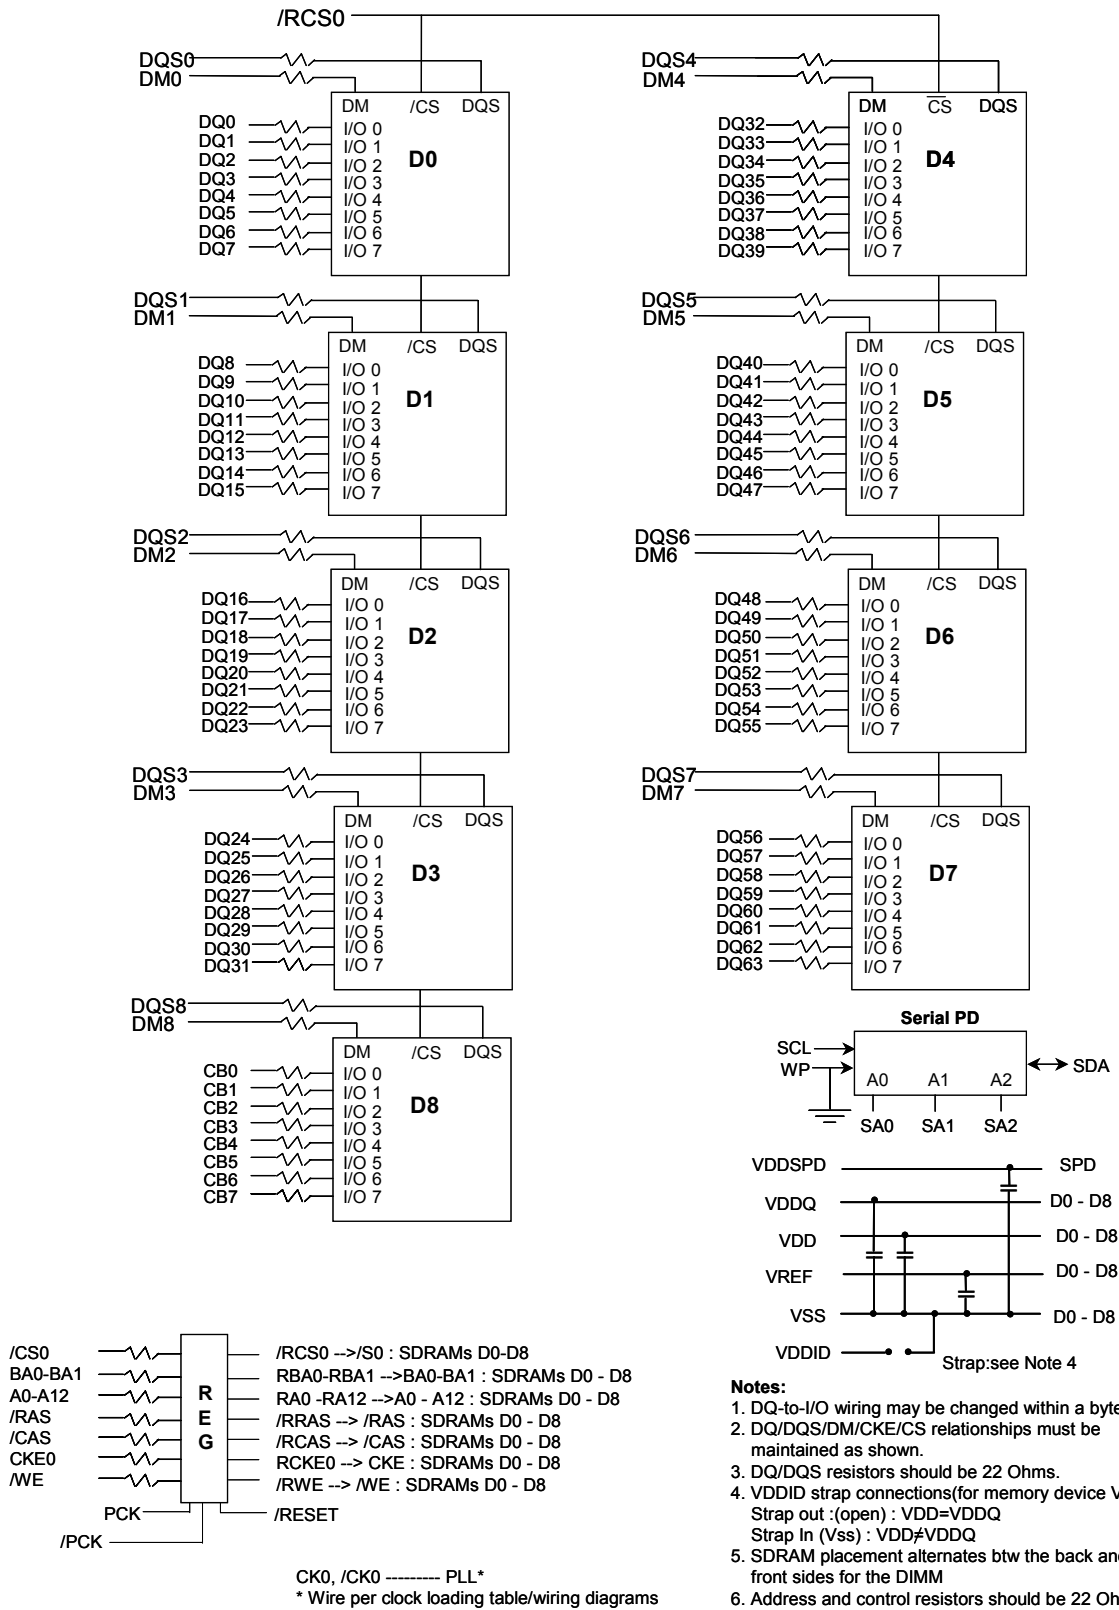 /RCS0
DQS0
DM0
DM /CS DQS
DQ0 I/O 0
DQ1 I/O 1
DQ2 I/O 2
DQ3 I/O 3
DQ4 I/O 4
DQ5 I/O 5
DQ6 I/O 6
DQ7 I/O 7
D0
DQS1
DM1
DM /CS DQS
DQ8 I/O 0
DQ9 I/O 1
DQ10 I/O 2
DQ11 I/O 3
DQ12 I/O 4
DQ13 I/O 5
DQ14 I/O 6
DQ15 I/O 7
D1
DQS2
DM2
DM /CS DQS
DQ16 I/O 0
DQ17 I/O 1
DQ18 I/O 2
DQ19 I/O 3
DQ20 I/O 4
DQ21 I/O 5
DQ22 I/O 6
DQ23 I/O 7
D2
DQS3
DM3
DM /CS DQS
DQ24 I/O 0
DQ25 I/O 1
DQ26 I/O 2
DQ27 I/O 3
DQ28 I/O 4
DQ29 I/O 5
DQ30 I/O 6
DQ31 I/O 7
D3
DQS8
DM8
DM /CS DQS
CB0 I/O 0
CB1 I/O 1
CB2 I/O 2
CB3 I/O 3
CB4 I/O 4
CB5 I/O 5
CB6 I/O 6
CB7 I/O 7
D8
DQS4
DM4
DM C̅S̅ DQS
DQ32 I/O 0
DQ33 I/O 1
DQ34 I/O 2
DQ35 I/O 3
DQ36 I/O 4
DQ37 I/O 5
DQ38 I/O 6
DQ39 I/O 7
D4
DQS5
DM5
DM /CS DQS
DQ40 I/O 0
DQ41 I/O 1
DQ42 I/O 2
DQ43 I/O 3
DQ44 I/O 4
DQ45 I/O 5
DQ46 I/O 6
DQ47 I/O 7
D5
DQS6
DM6
DM /CS DQS
DQ48 I/O 0
DQ49 I/O 1
DQ50 I/O 2
DQ51 I/O 3
DQ52 I/O 4
DQ53 I/O 5
DQ54 I/O 6
DQ55 I/O 7
D6
DQS7
DM7
DM /CS DQS
DQ56 I/O 0
DQ57 I/O 1
DQ58 I/O 2
DQ59 I/O 3
DQ60 I/O 4
DQ61 I/O 5
DQ62 I/O 6
DQ63 I/O 7
D7
Serial PD
SCL
WP
A0 A1 A2
SDA
SA0 SA1 SA2
VDDSPD SPD
VDDQ D0 - D8
VDD D0 - D8
VREF D0 - D8
VSS D0 - D8
VDDID
Strap:see Note 4
/CS0
BA0-BA1
A0-A12
/RAS
/CAS
CKE0
/WE
R
E
G
/RCS0 -->/S0 : SDRAMs D0-D8
RBA0-RBA1 -->BA0-BA1 : SDRAMs D0 - D8
RA0 -RA12 -->A0 - A12 : SDRAMs D0 - D8
/RRAS --> /RAS : SDRAMs D0 - D8
/RCAS --> /CAS : SDRAMs D0 - D8
RCKE0 --> CKE : SDRAMs D0 - D8
/RWE --> /WE : SDRAMs D0 - D8
PCK
/PCK
/RESET
CK0, /CK0 --------- PLL*
* Wire per clock loading table/wiring diagrams
Notes:
1. DQ-to-I/O wiring may be changed within a byte
2. DQ/DQS/DM/CKE/CS relationships must be
maintained as shown.
3. DQ/DQS resistors should be 22 Ohms.
4. VDDID strap connections(for memory device
Strap out :(open) : VDD=VDDQ
Strap In (Vss) : VDD≠VDDQ
5. SDRAM placement alternates btw the back
front sides for the DIMM
6. Address and control resistors should be 22